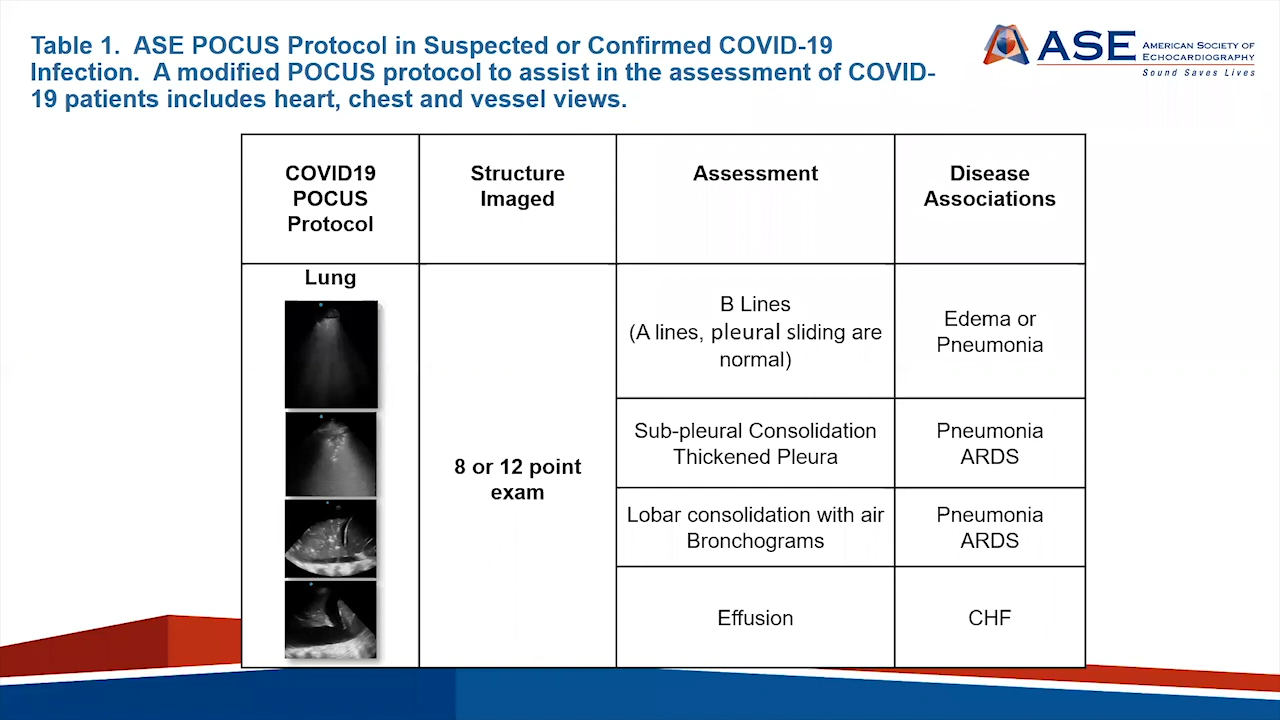 Table 1.  ASE POCUS Protocol in Suspected or Confirmed COVID-19
Infection.  A modified POCUS protocol to assist in the assessment of COVID-
19 patients includes heart, chest and vessel views.
ASE
AMERICAN SOCIETY OF
ECHOCARDIOGRAPHY
Sound Saves Lives
COVID19
POCUS
Protocol
Structure
Imaged
Assessment
Disease
Associations
Lung
8 or 12 point
exam
B Lines
(A lines, pleural sliding are
normal)
Edema or
Pneumonia
Sub-pleural Consolidation
Thickened Pleura
Pneumonia
ARDS
Lobar consolidation with air
Bronchograms
Pneumonia
ARDS
Effusion
CHF